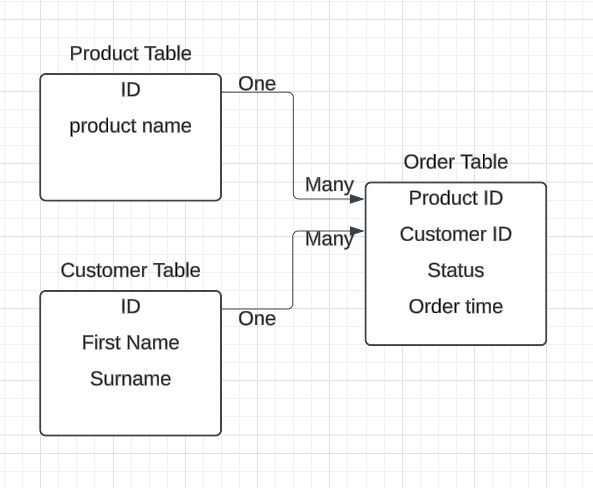 Product Table
ID
product name
One
Many
Order Table
Product ID
Customer ID
Status
Order time
Many
One
Customer Table
ID
First Name
Surname